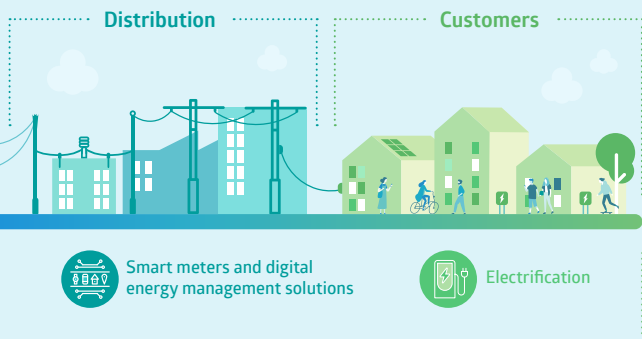 Distribution
Customers
Smart meters and digital
energy management solutions
Electrification